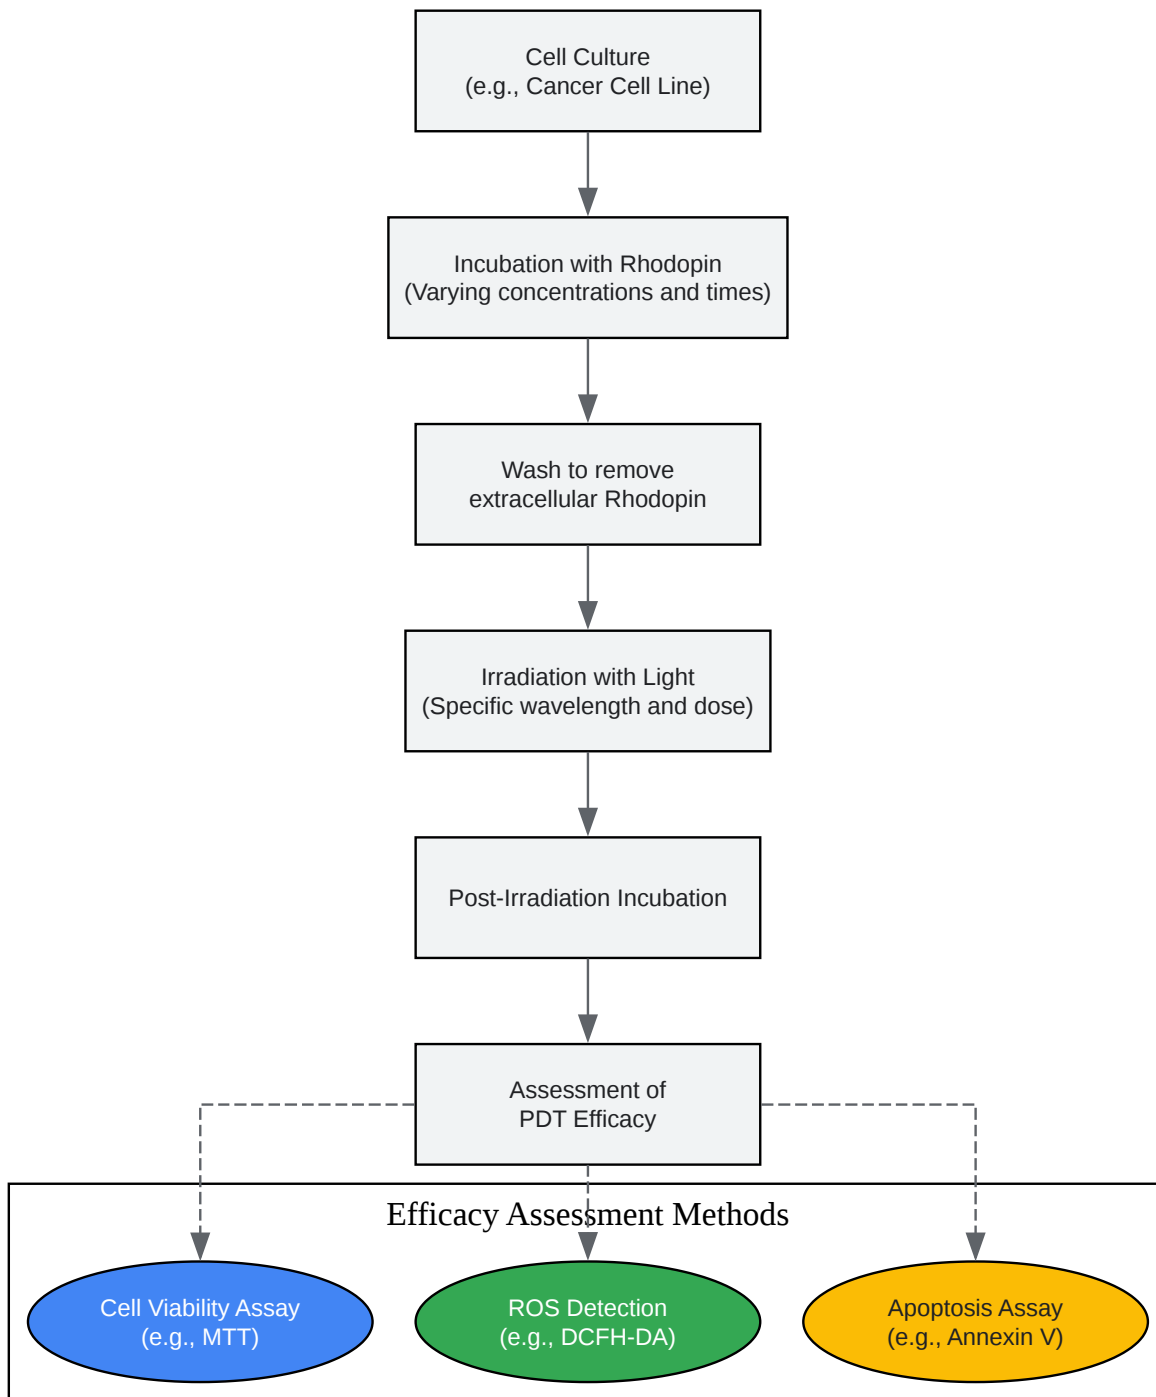 Cell Culture
(e.g., Cancer Cell Line)
Incubation with Rhodopin
(Varying concentrations and times)
Wash to remove
extracellular Rhodopin
Irradiation with Light
(Specific wavelength and dose)
Post-Irradiation Incubation
Assessment of
PDT Efficacy
Efficacy Assessment Methods
Cell Viability Assay
(e.g., MTT)
ROS Detection
(e.g., DCFH-DA)
Apoptosis Assay
(e.g., Annexin V)